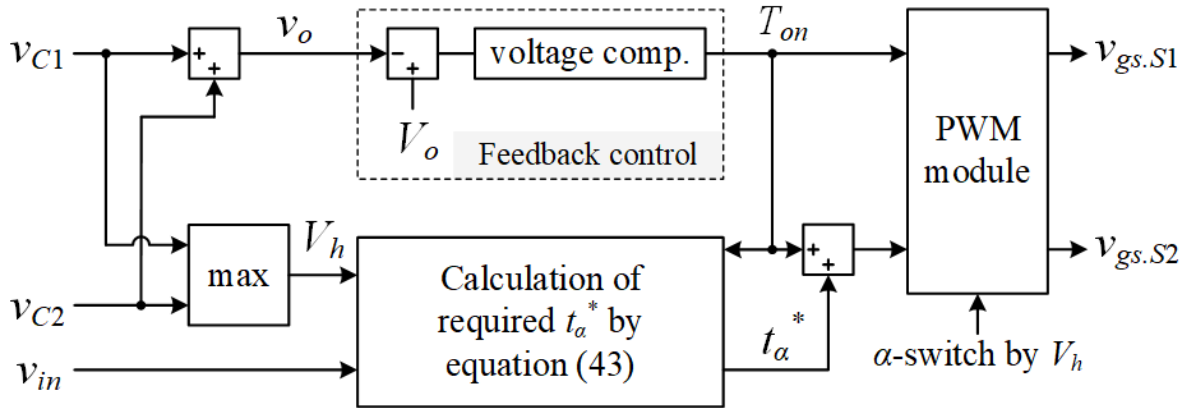 v_C1
+
+
v_o
-
V_o
voltage comp.
Feedback control
T_on
PWM
module
v_gs.S1
v_gs.S2
v_C2
max
V_h
v_in
Calculation of
required t_α* by
equation (43)
+
+
t_α*
α-switch by V_h